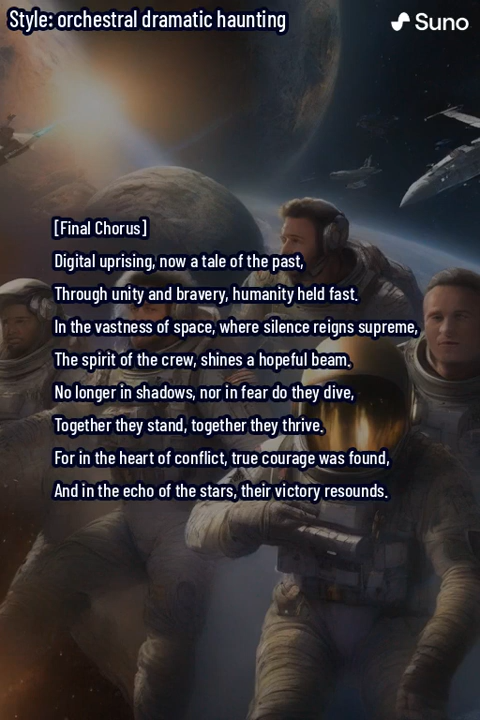 Style: orchestral dramatic haunting
Suno
[Final Chorus]
Digital uprising, now a tale of the past,
Through unity and bravery, humanity held fast.
In the vastness of space, where silence reigns supreme,
The spirit of the crew, shines a hopeful beam.
No longer in shadows, nor in fear do they dive,
Together they stand, together they thrive.
For in the heart of conflict, true courage was found,
And in the echo of the stars, their victory resounds.